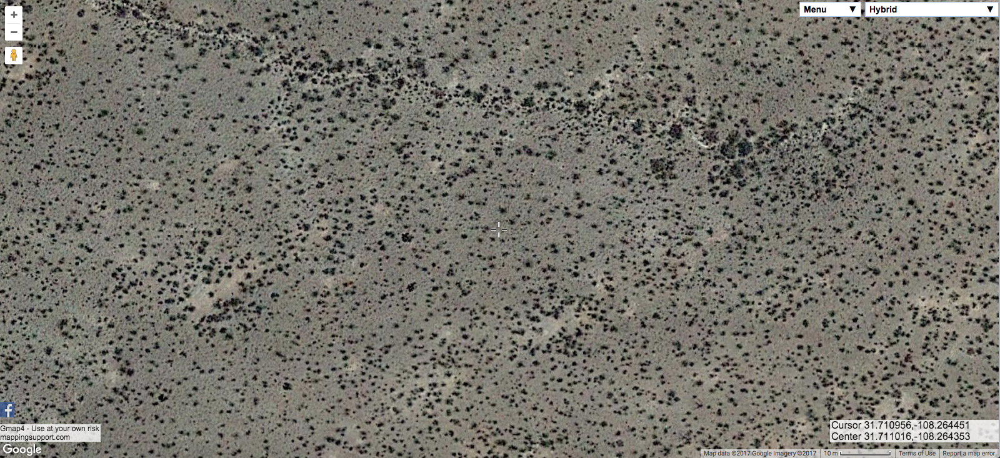 +
−
Menu ▼
Hybrid ▼
f
Gmap4 - Use at your own risk
mappingsupport.com
Google
Cursor 31.710956,-108.264451
Center 31.711016,-108.264353
Map data ©2017 Google Imagery ©2017
10 m
Terms of Use
Report a map error